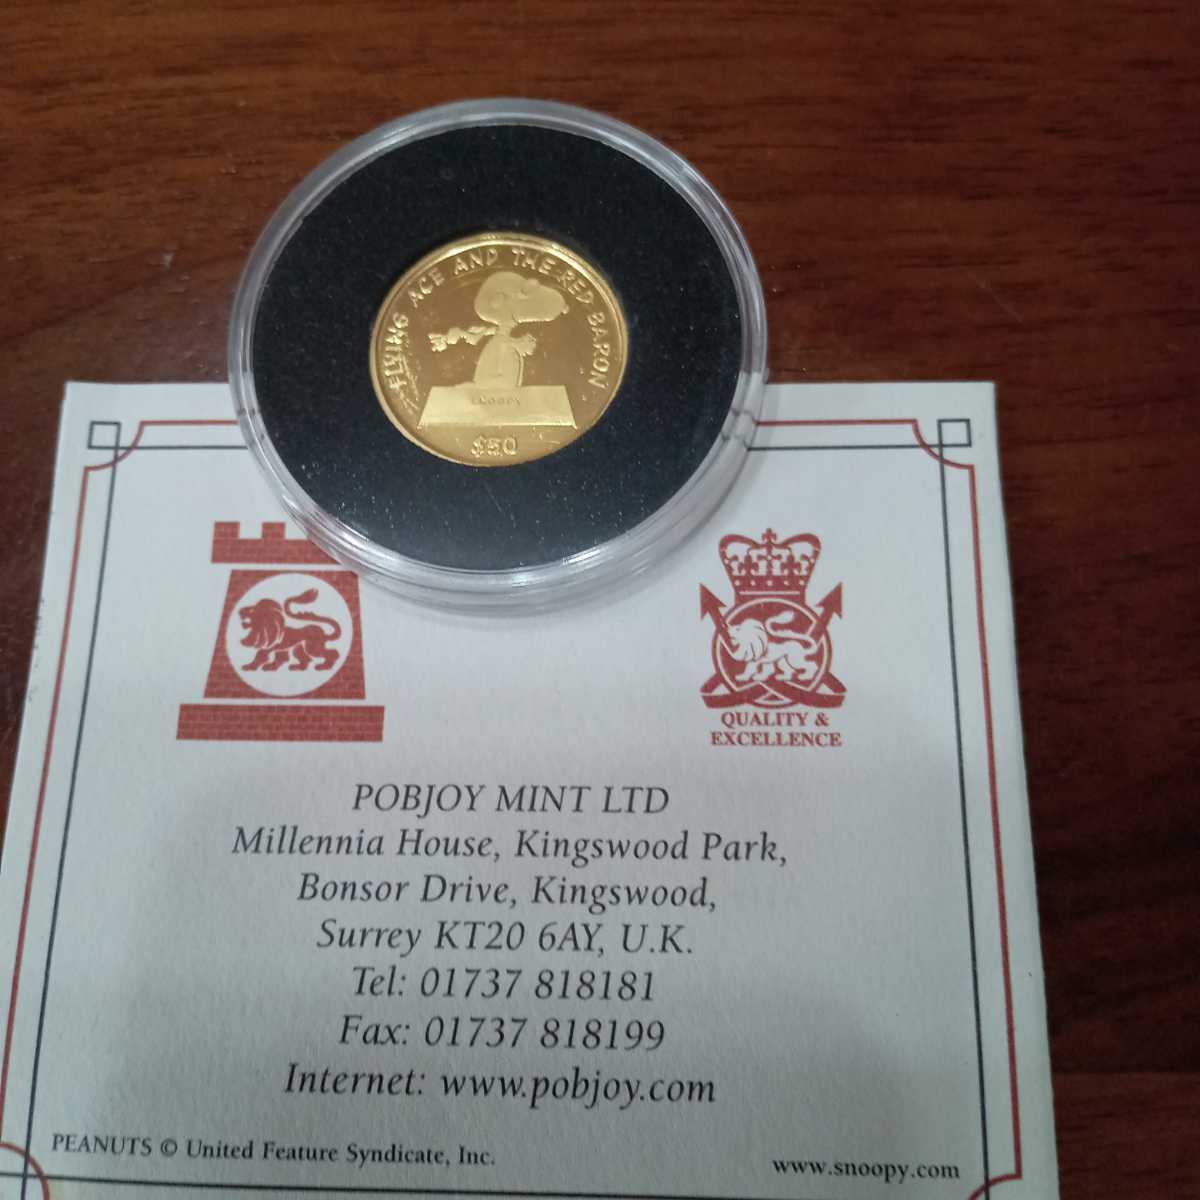 FLYING ACE AND THE RED BARON
SNOOPY
$50
QUALITY &
EXCELLENCE
POBJOY MINT LTD
Millennia House, Kingswood Park,
Bonsor Drive, Kingswood,
Surrey KT20 6AY, U.K.
Tel: 01737 818181
Fax: 01737 818199
Internet: www.pobjoy.com
PEANUTS © United Feature Syndicate, Inc.
www.snoopy.com